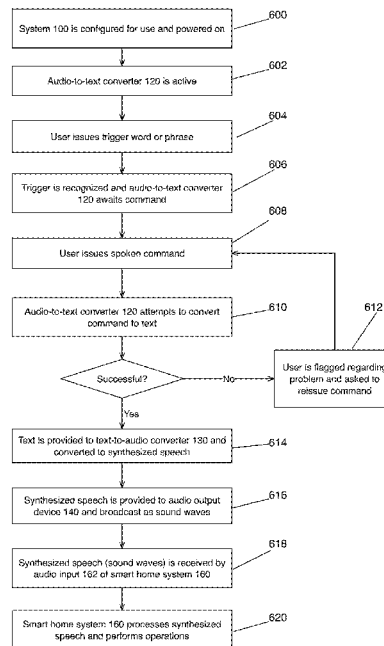 600
System 100 is configured for use and powered on
602
Audio-to-text converter 120 is active
604
User issues trigger word or phrase
606
Trigger is recognized and audio-to-text converter
120 awaits command
608
User issues spoken command
610
Audio-to-text converter 120 attempts to convert
command to text
612
User is flagged regarding
problem and asked to
reissue command
Successful?
No
Yes
614
Text is provided to text-to-audio converter 130 and
converted to synthesized speech
616
Synthesized speech is provided to audio output
device 140 and broadcast as sound waves
618
Synthesized speech (sound waves) is received by
audio input 162 of smart home system 160
620
Smart home system 160 processes synthesized
speech and performs operations